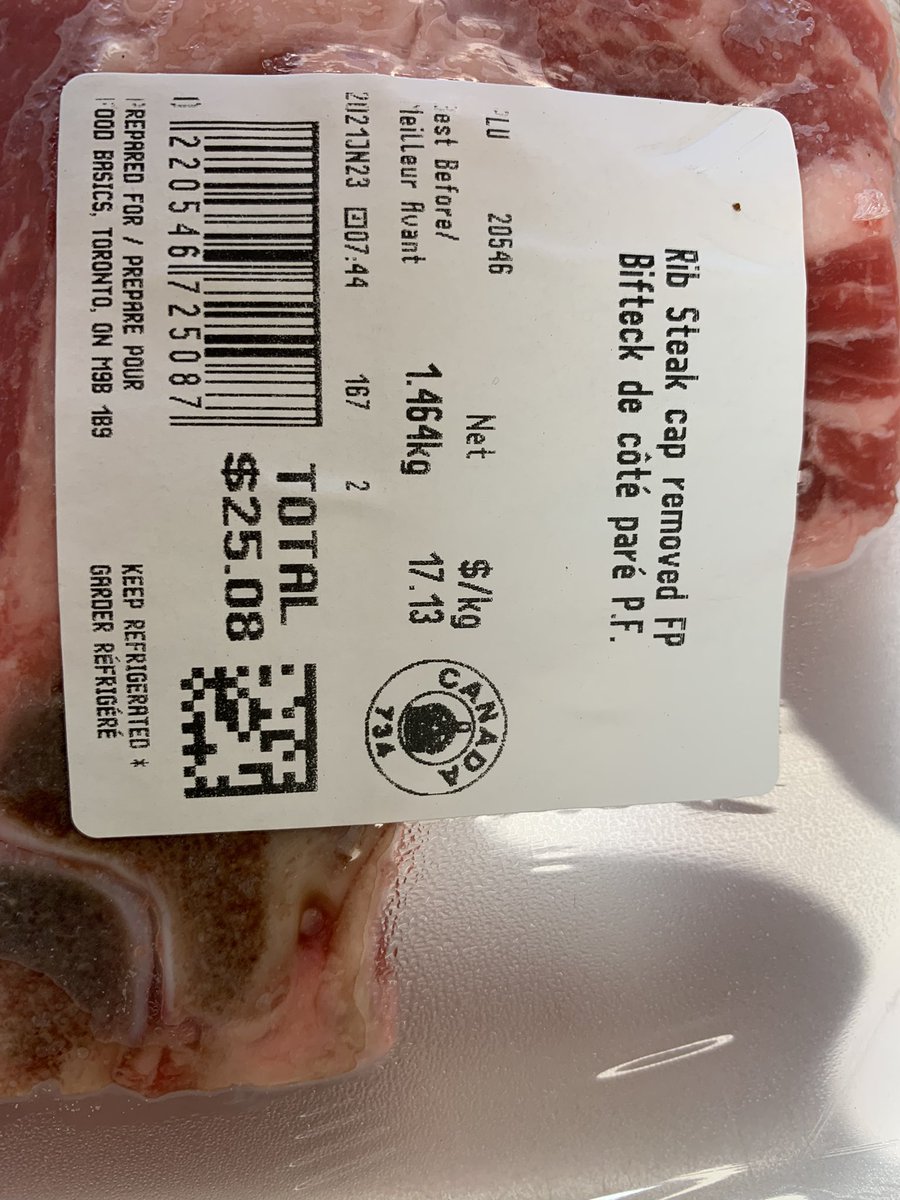 Rib Steak cap removed FP
Bifteck de côté paré P.F.
PLU 20546
Net $/kg
Best Before/
Meilleur Avant
1.464kg 17.13
CANADA
73A
2021JN23 07:44 167 2
TOTAL
$25.08
0 220546 725087
PREPARED FOR / PREPARE POUR
FOOD BASICS, TORONTO, ON M9B 1B9
KEEP REFRIGERATED *
GARDER RÉFRIGÉRÉ